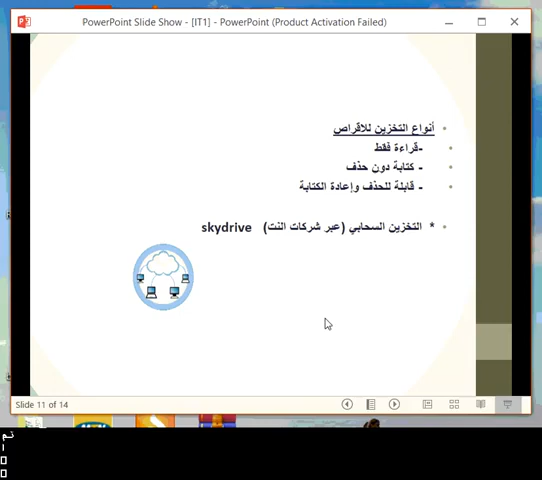 PowerPoint Slide Show - [IT1] - PowerPoint (Product Activation Failed)
أنواع التخزين للاقراص
-قراءة فقط
- كتابة دون حذف
- قابلة للحذف وإعادة الكتابة
* التخزين السحابي (عبر شركات النت) skydrive
Slide 11 of 14
تم
ا